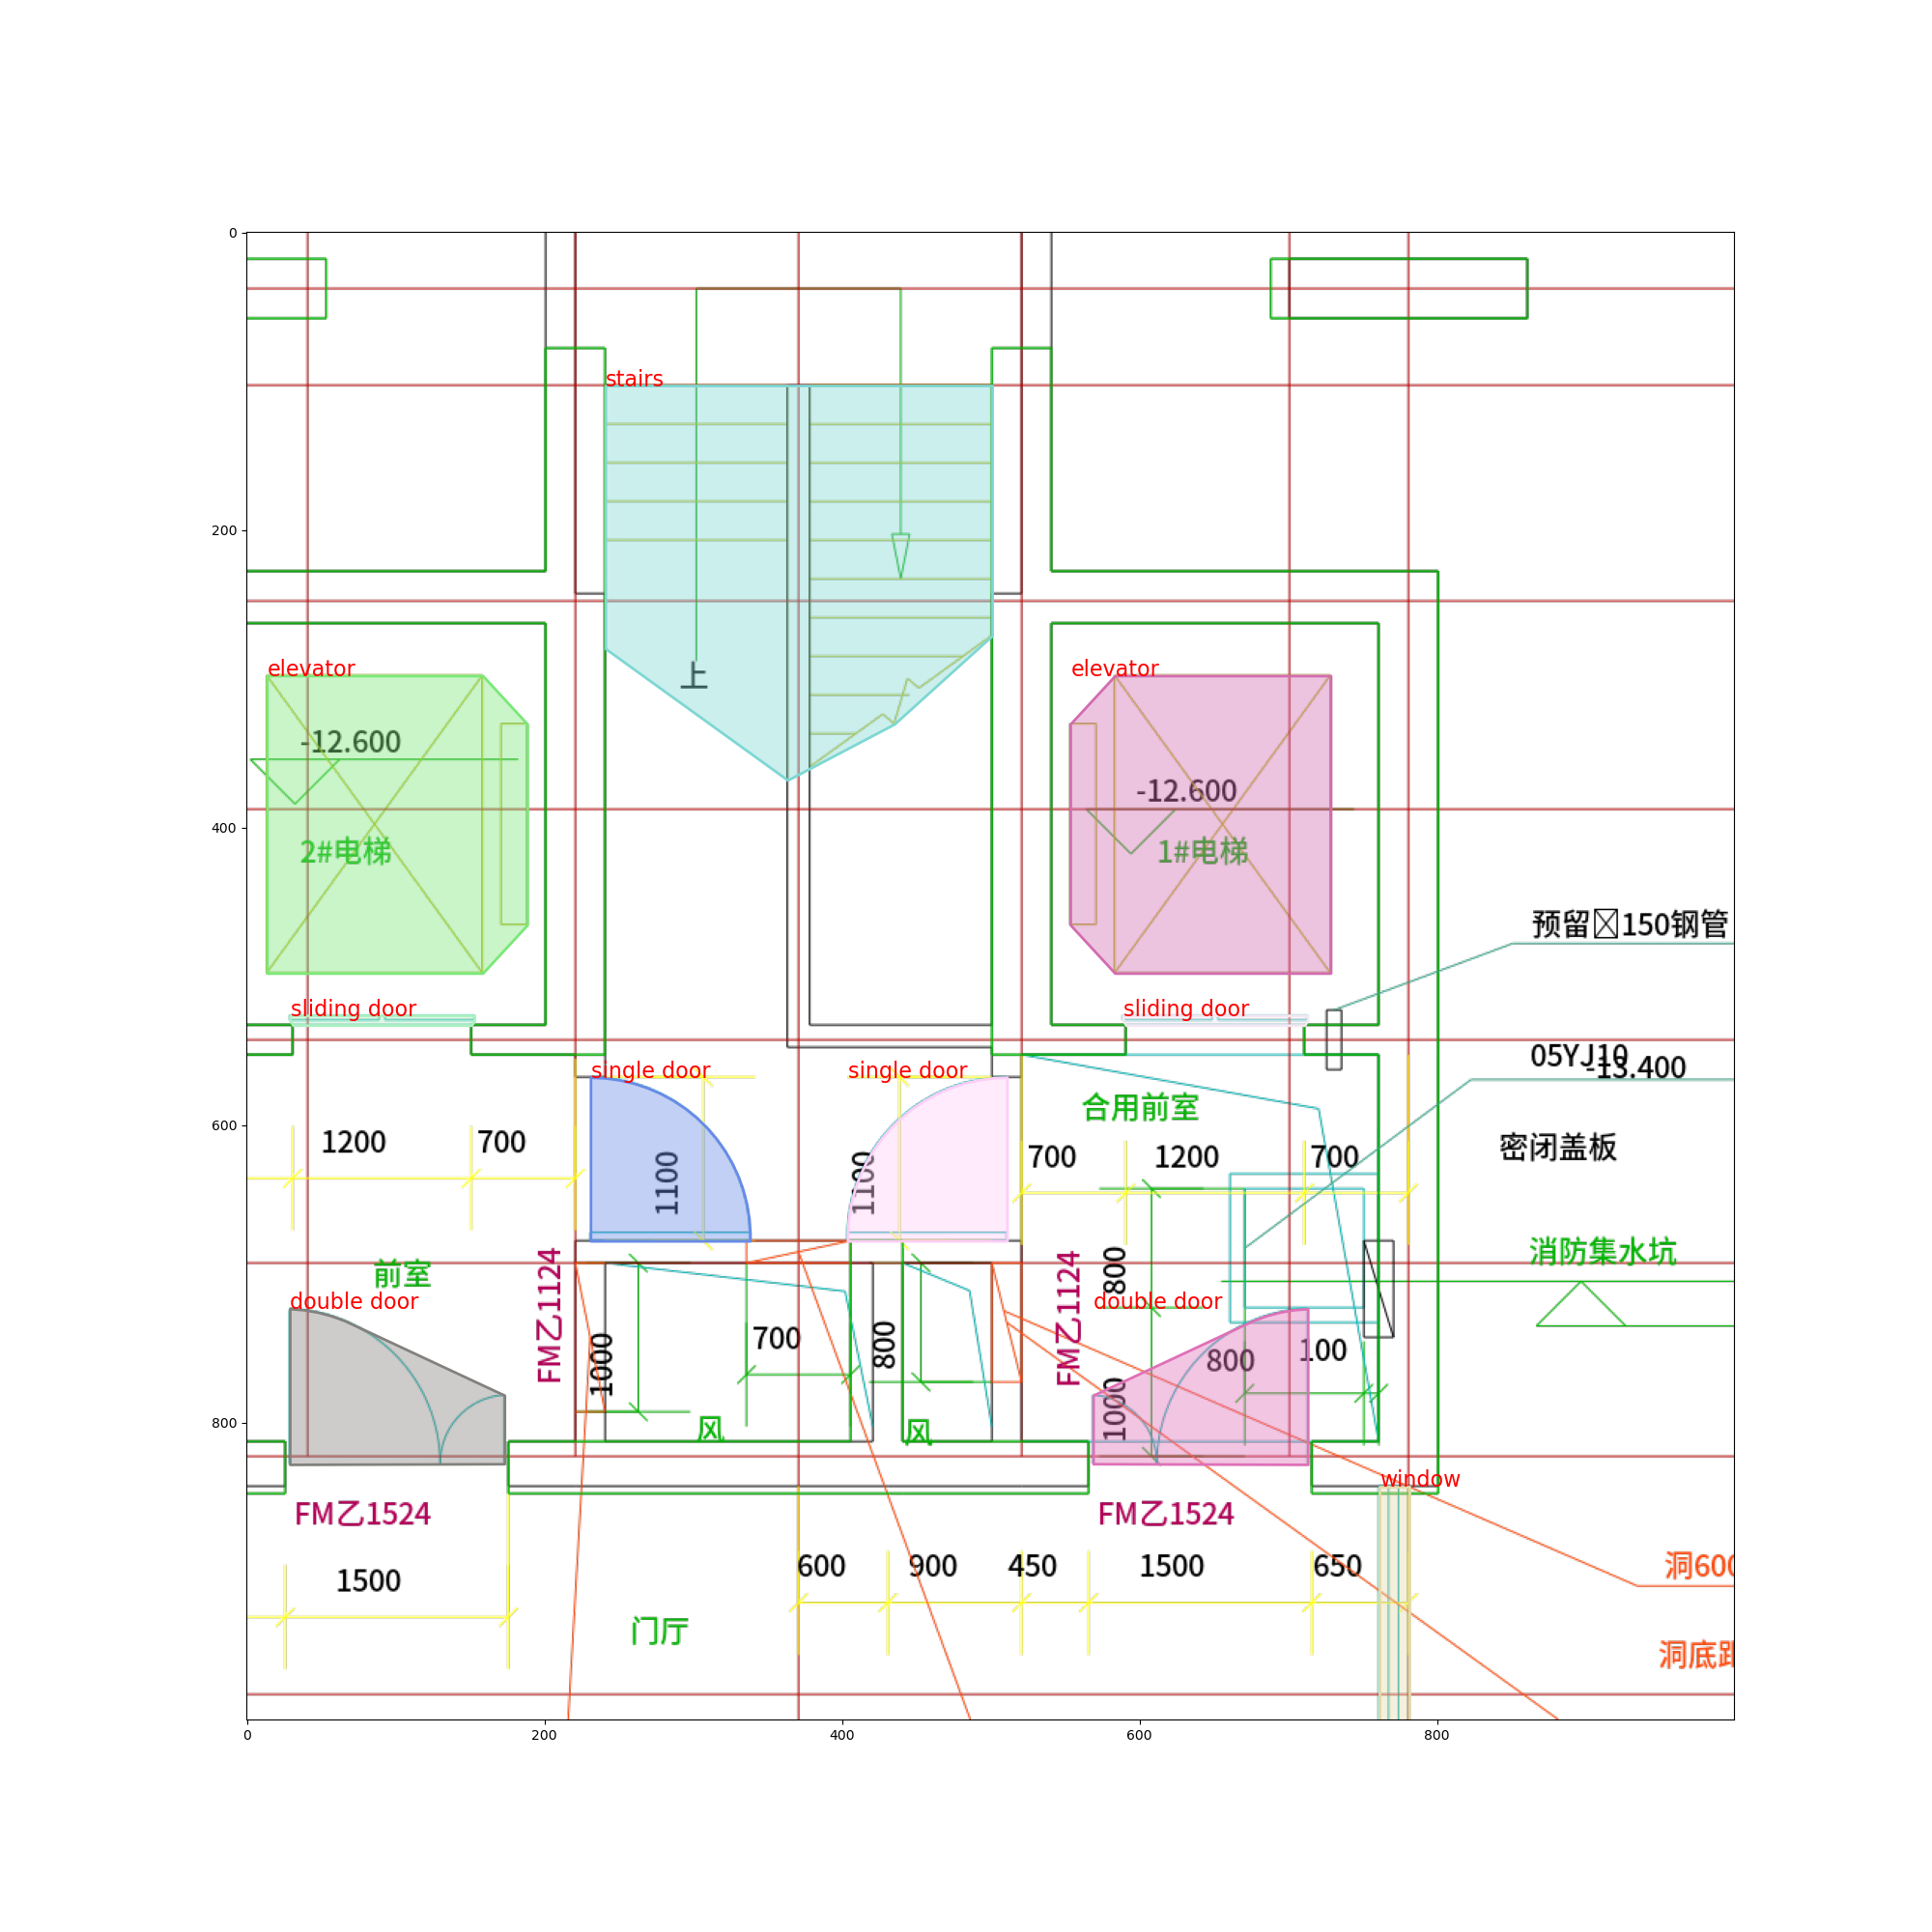 0
stairs
200
上
elevator
elevator
-12.600
-12.600
400
2#电梯
1#电梯
预留150钢管
sliding door
sliding door
05YJ10
-13.400
single door
single door
合用前室
600
1200
700
1100
1100
700
1200
700
密闭盖板
前室
FM乙1124
FM乙1124
800
消防集水坑
double door
double door
1000
700
800
800
100
1000
800
风
风
window
FM乙1524
FM乙1524
1500
600
900
450
1500
650
洞600
门厅
洞底距
0
200
400
600
800